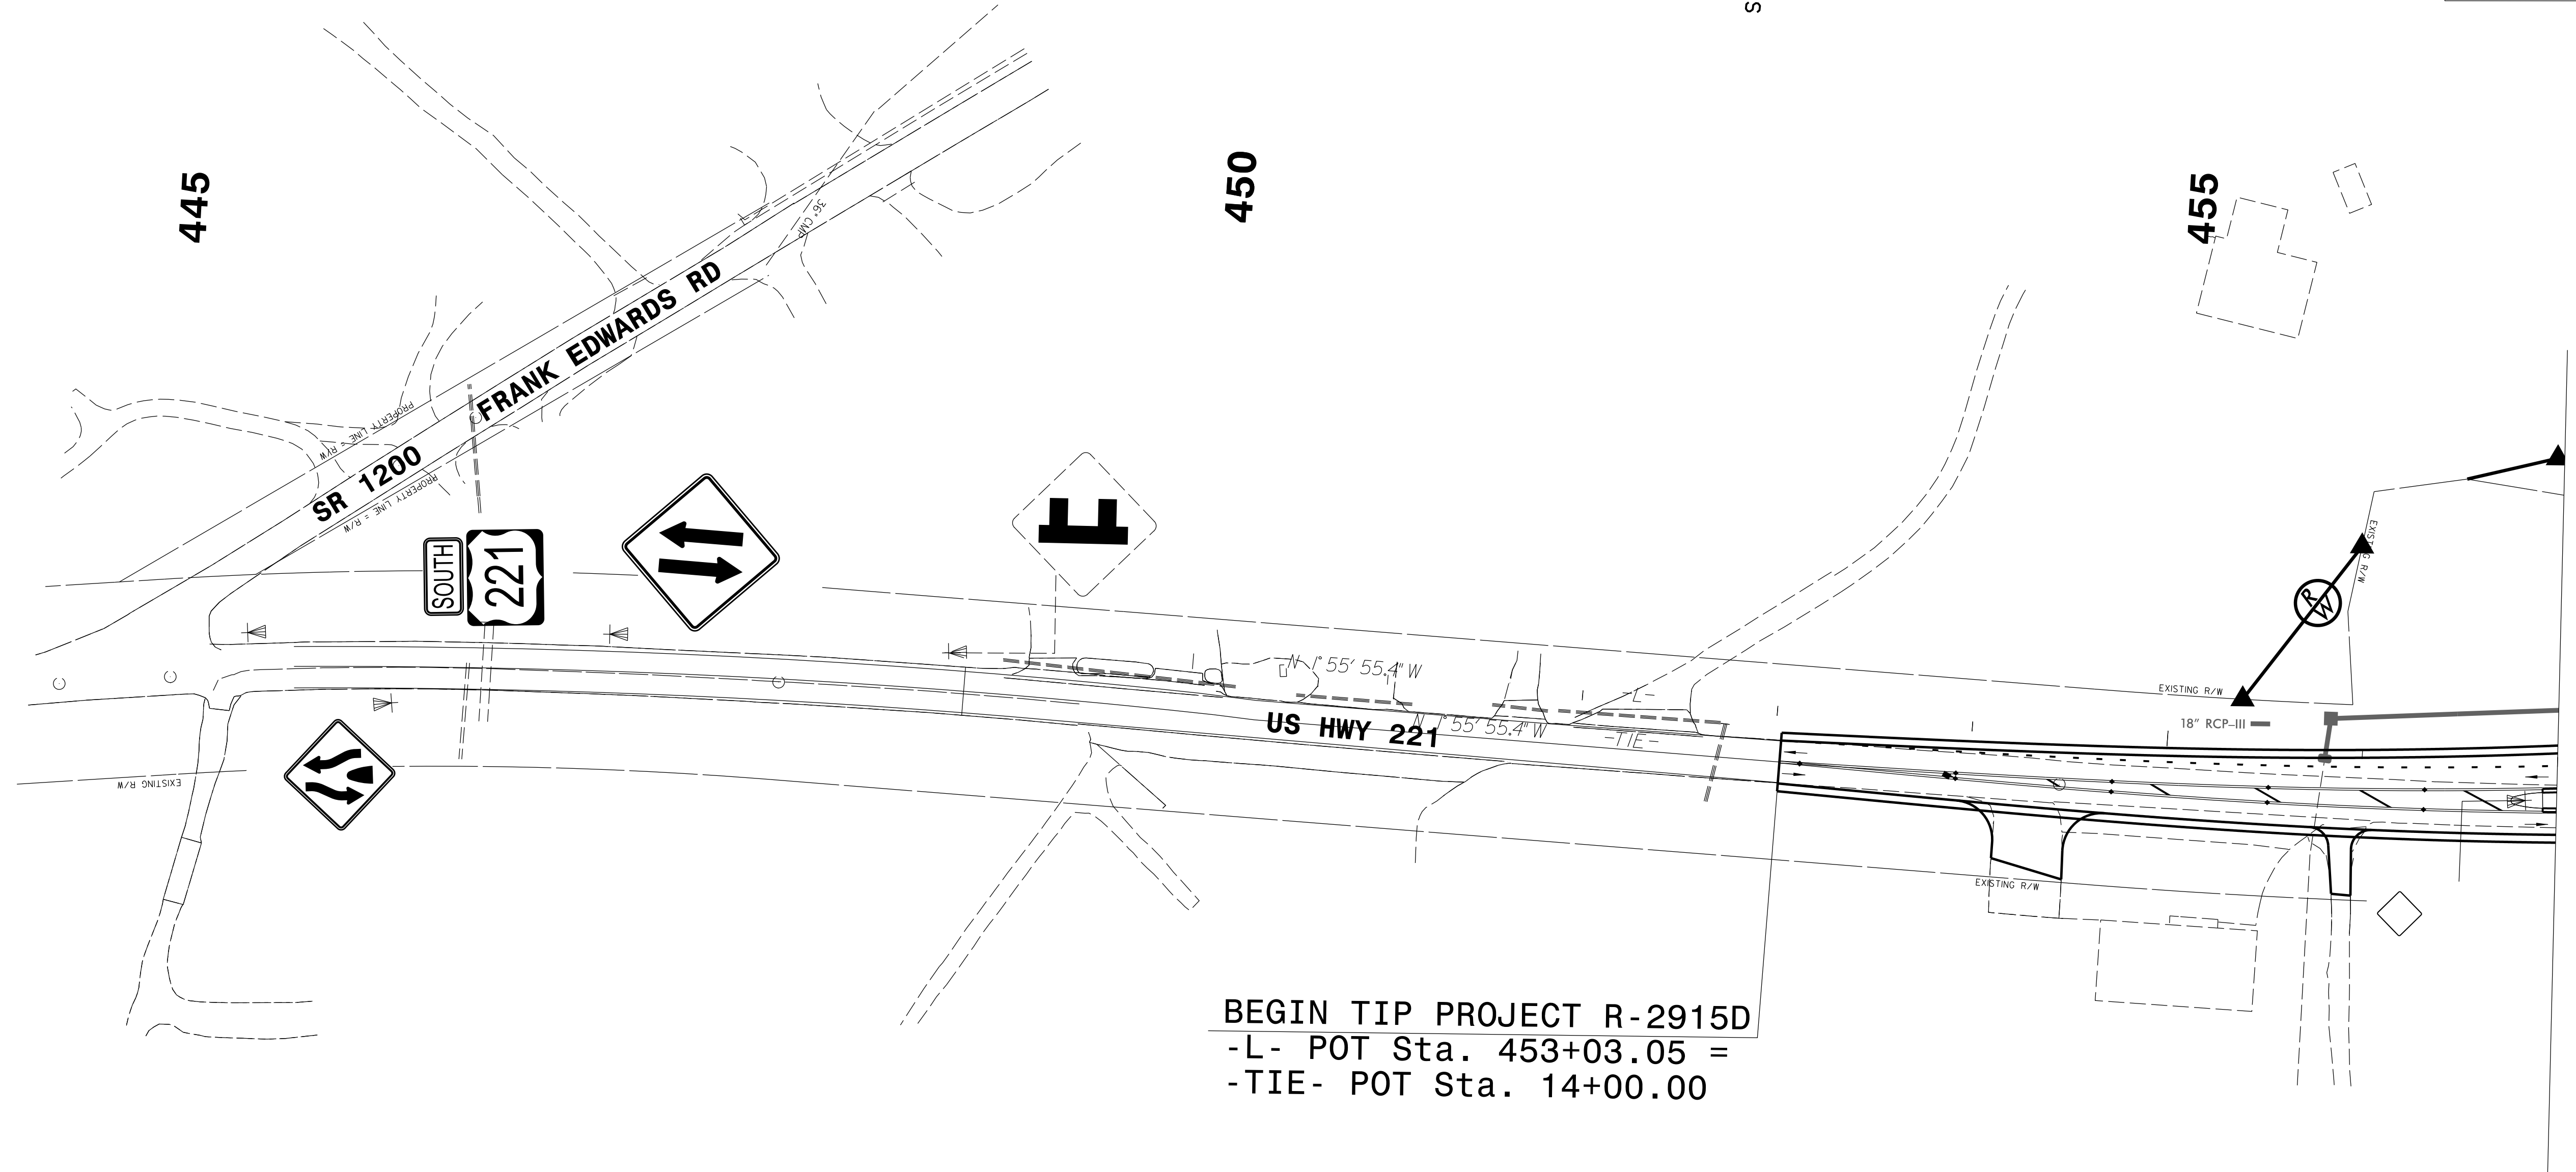 S
445
450
455
36" CMP
SR 1200 FRANK EDWARDS RD
PROPERTY LINE = R/W
PROPERTY LINE = R/W
SOUTH
221
EXISTING R/W
R/W
N 1° 55' 55.4" W
-L-
EXISTING R/W
18" RCP-III
US HWY 221
N 1° 55' 55.4" W
-TIE-
EXISTING R/W
EXISTING R/W
BEGIN TIP PROJECT R-2915D
-L- POT Sta. 453+03.05 =
-TIE- POT Sta. 14+00.00